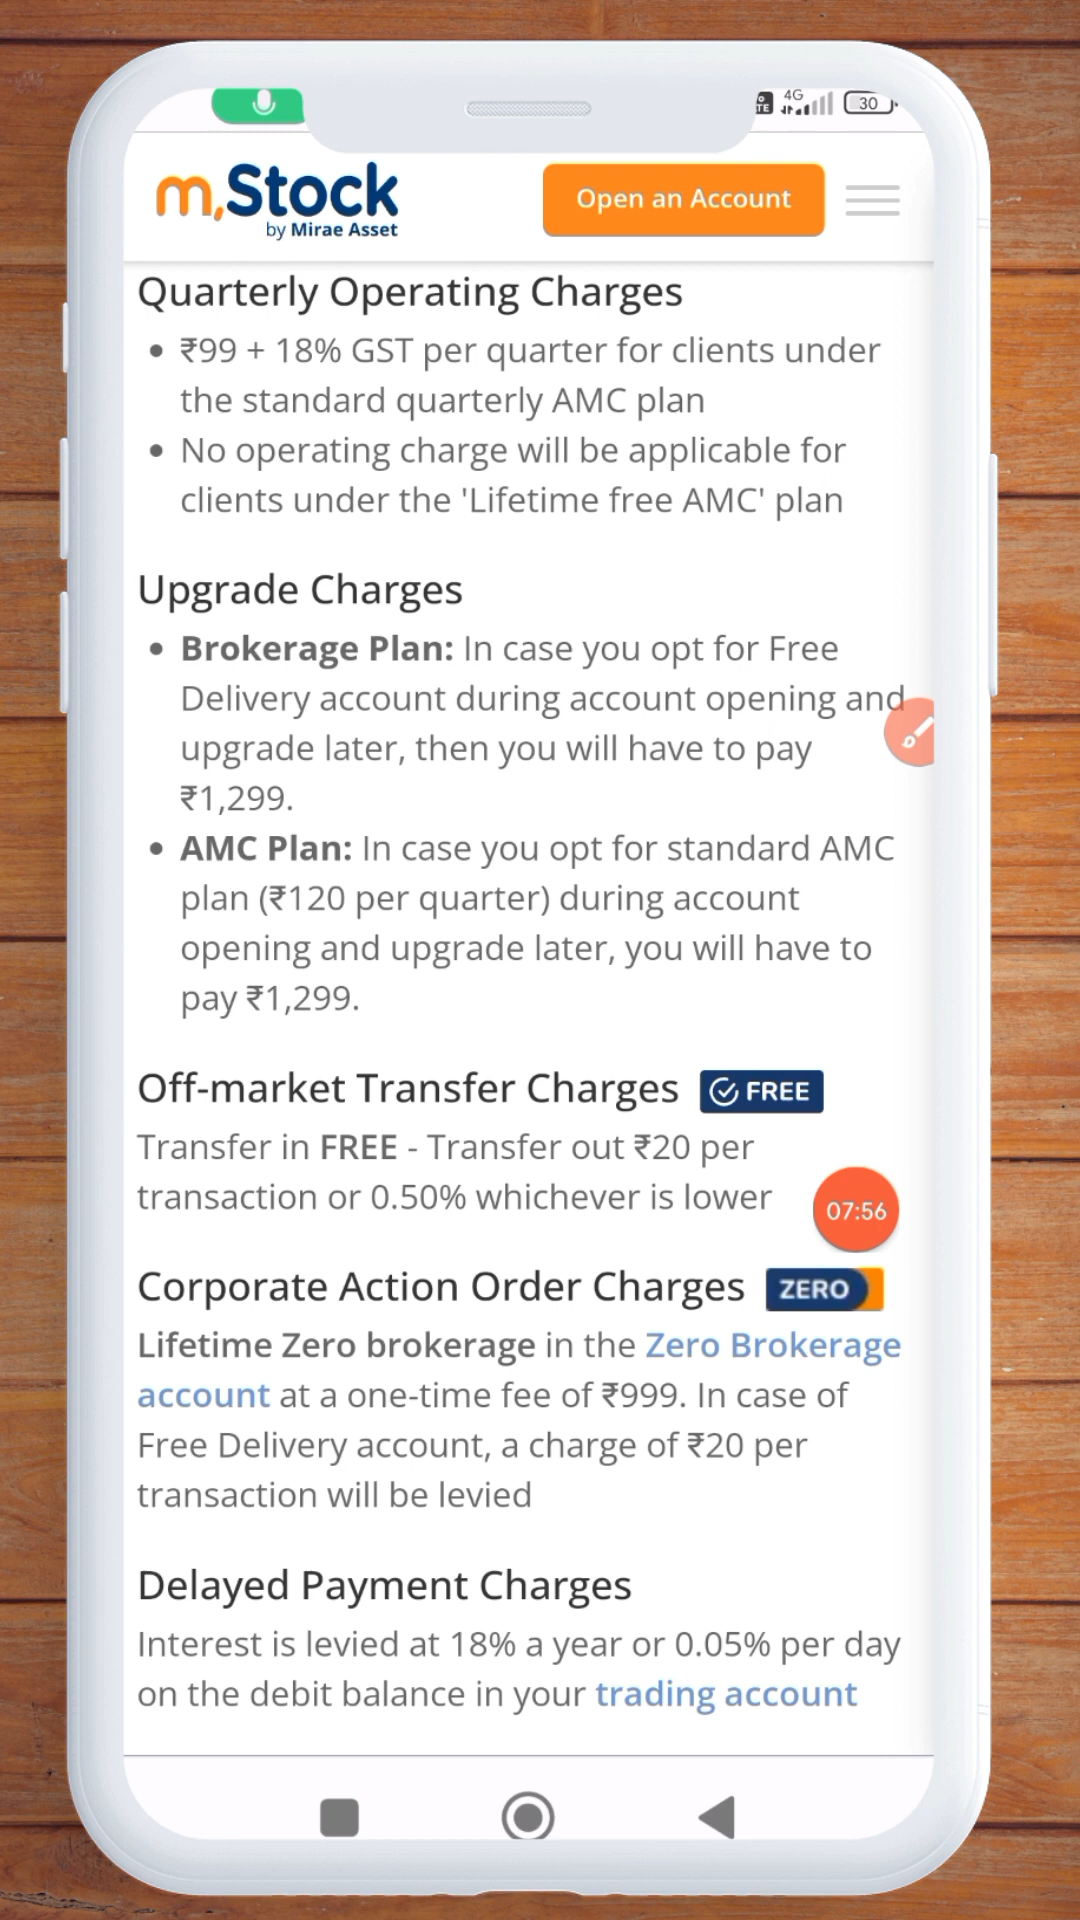 4G
30
m.Stock
by Mirae Asset
Open an Account
Quarterly Operating Charges
• ₹99 + 18% GST per quarter for clients under
the standard quarterly AMC plan
• No operating charge will be applicable for
clients under the 'Lifetime free AMC' plan
Upgrade Charges
• Brokerage Plan: In case you opt for Free
Delivery account during account opening and
upgrade later, then you will have to pay
₹1,299.
• AMC Plan: In case you opt for standard AMC
plan (₹120 per quarter) during account
opening and upgrade later, you will have to
pay ₹1,299.
Off-market Transfer Charges FREE
Transfer in FREE - Transfer out ₹20 per
transaction or 0.50% whichever is lower
07:56
Corporate Action Order Charges ZERO
Lifetime Zero brokerage in the Zero Brokerage
account at a one-time fee of ₹999. In case of
Free Delivery account, a charge of ₹20 per
transaction will be levied
Delayed Payment Charges
Interest is levied at 18% a year or 0.05% per day
on the debit balance in your trading account